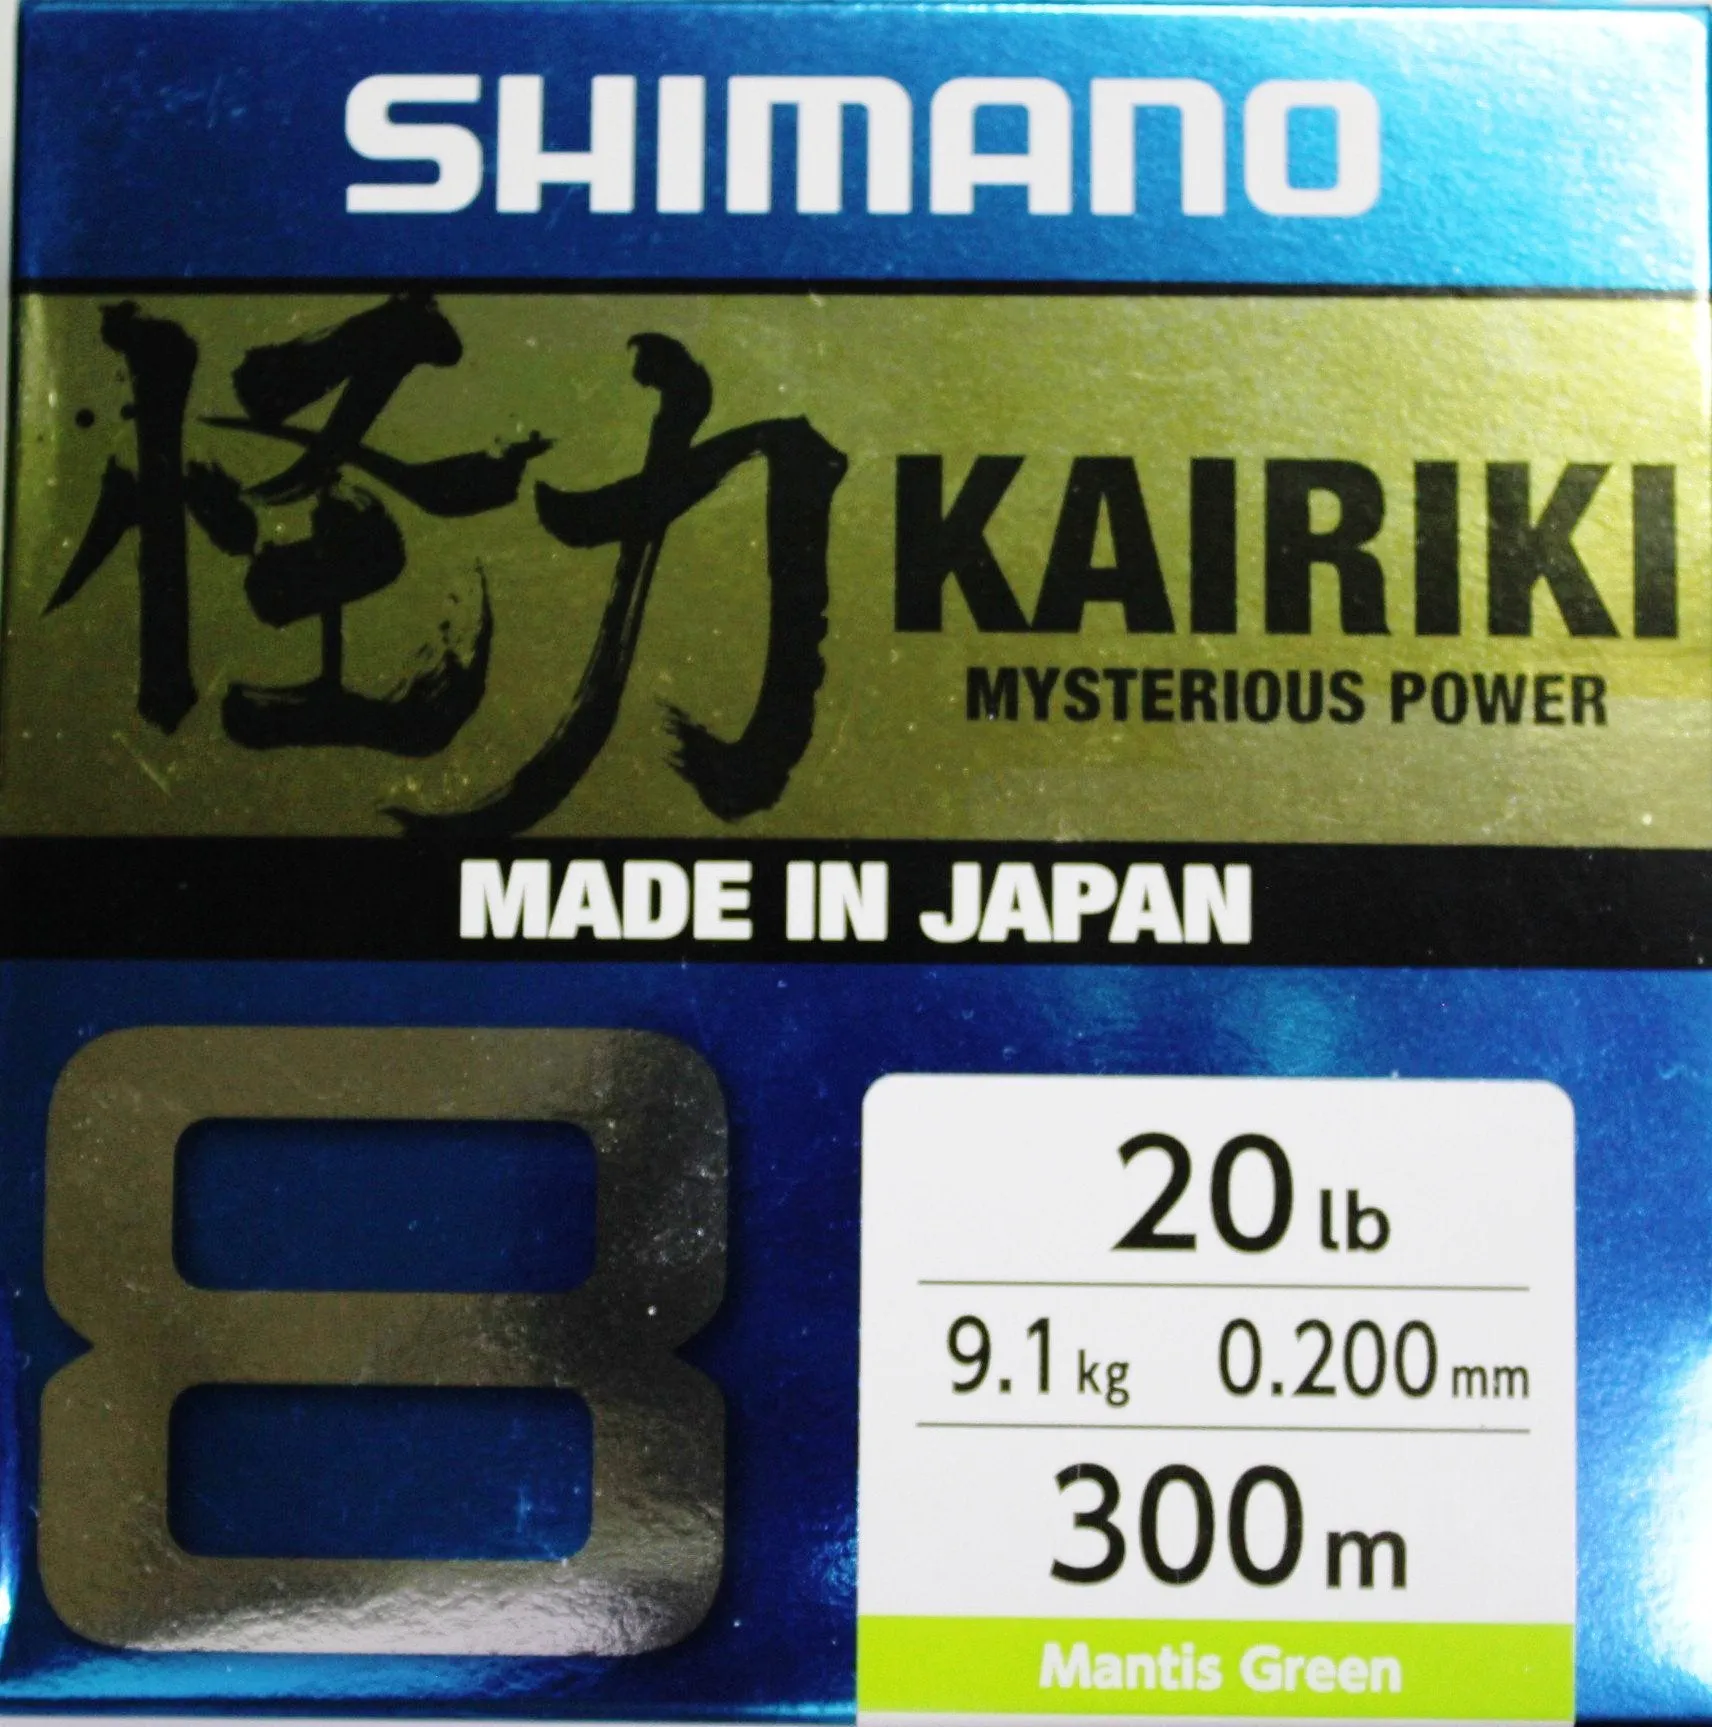 SHIMANO
怪力 KAIRIKI
MYSTERIOUS POWER
MADE IN JAPAN
8
20 lb
9.1 kg 0.200 mm
300 m
Mantis Green